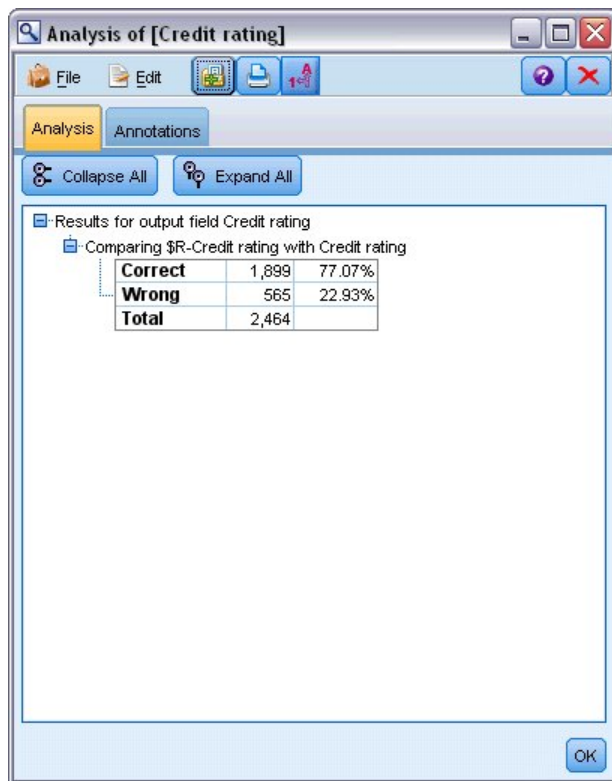 Analysis of [Credit rating]
File Edit
Analysis Annotations
Collapse All Expand All
Results for output field Credit rating
Comparing $R-Credit rating with Credit rating
Correct 1,899 77.07%
Wrong 565 22.93%
Total 2,464
OK